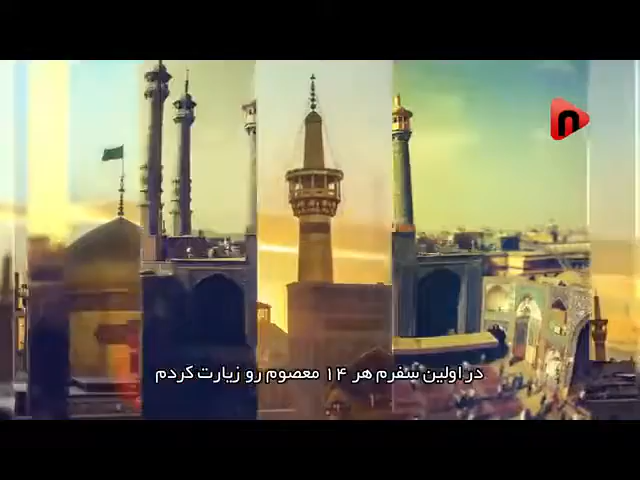 در اولین سفرم هر ۱۴ معصوم رو زیارت کردم